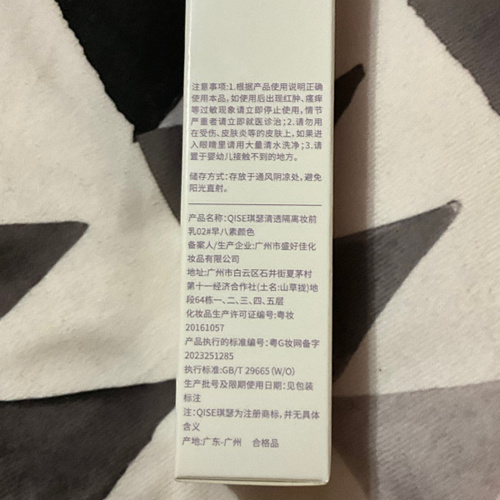 注意事项:1.根据产品使用说明正确
使用本品,如使用后出现红肿、瘙痒
等过敏现象请立即停止使用,情节
严重者请立即就医诊治;2.请勿用
在受伤、皮肤炎等的皮肤上,如果进
入眼睛里请用大量清水洗净;3.请
置于婴幼儿接触不到的地方。
储存方式:存放于通风阴凉处,避免
阳光直射。
产品名称:QISE琪瑟清透隔离妆前
乳02#早八素颜色
备案人/生产企业:广州市盛好佳化
妆品有限公司
地址:广州市白云区石井街夏茅村
第十一经济合作社(土名:山草拢)地
段64栋一、二、三、四、五层
化妆品生产许可证编号:粤妆
20161057
产品执行的标准编号:粤G妆网备字
2023251285
执行标准:GB/T 29665(W/O)
生产批号及限期使用日期:见包装
标注
注:QISE琪瑟为注册商标,并无具体
含义
产地:广东-广州 合格品